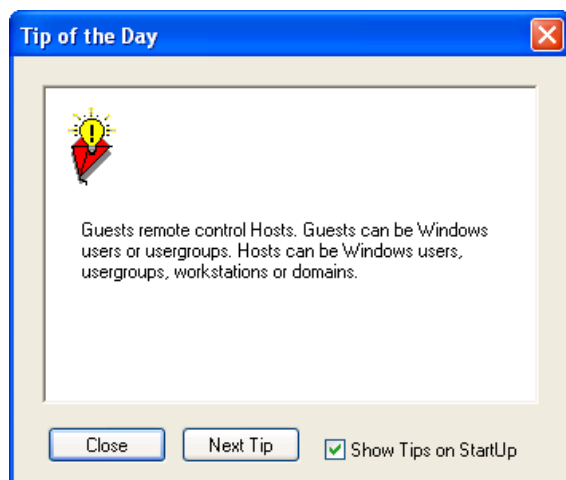 Tip of the Day
Guests remote control Hosts. Guests can be Windows
users or usergroups. Hosts can be Windows users,
usergroups, workstations or domains.
Close
Next Tip
Show Tips on StartUp